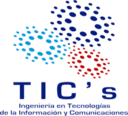 TIC's
Ingeniería en Tecnologías
de la Información y Comunicaciones